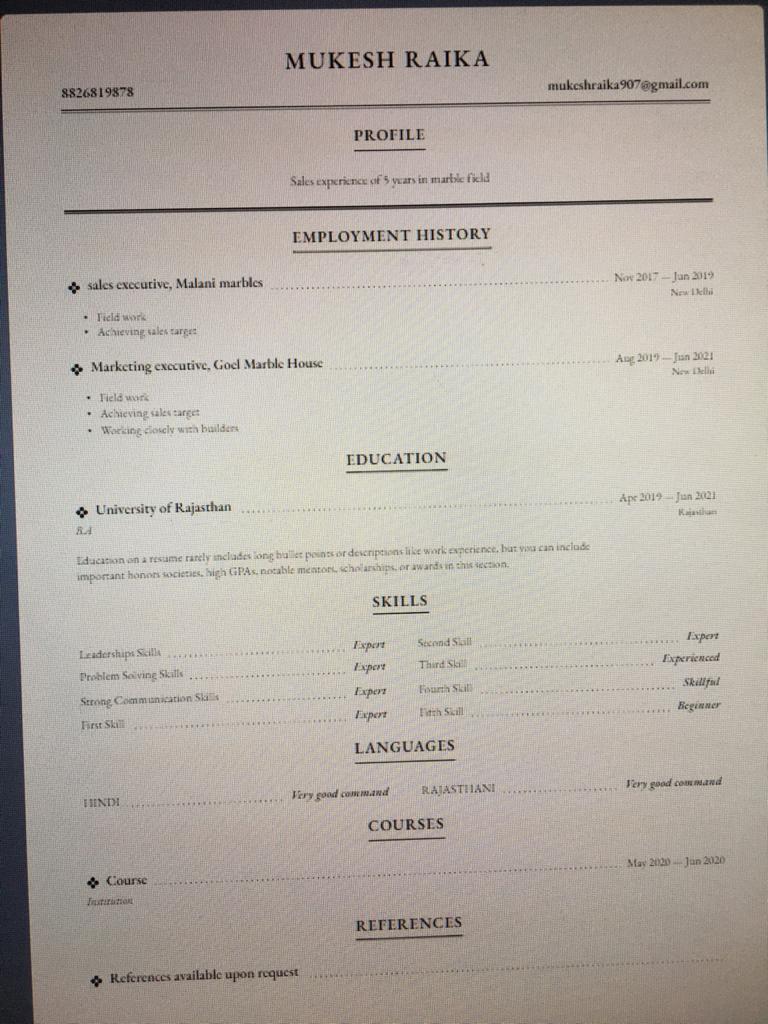 MUKESH RAIKA
8826819878 mukeshraika907@gmail.com
PROFILE
Sales experience of 5 years in marble field
EMPLOYMENT HISTORY
sales executive, Malani marbles Nov 2017 — Jun 2019
New Delhi
• Field work
• Achieving sales target
Marketing executive, Goel Marble House Aug 2019 — Jun 2021
New Delhi
• Field work
• Achieving sales target
• Working closely with builders
EDUCATION
University of Rajasthan Apr 2019 — Jun 2021
BA Rajasthan
Education on a resume rarely includes long bullet points or descriptions like work experience, but you can include
important honors societies, high GPAs, notable mentors, scholarships, or awards in this section.
SKILLS
Leaderships Skills Expert Second Skill Expert
Problem Solving Skills Expert Third Skill Experienced
Strong Communication Skills Expert Fourth Skill Skillful
First Skill Expert Fifth Skill Beginner
LANGUAGES
HINDI Very good command RAJASTHANI Very good command
COURSES
Course May 2020 — Jun 2020
Institution
REFERENCES
References available upon request